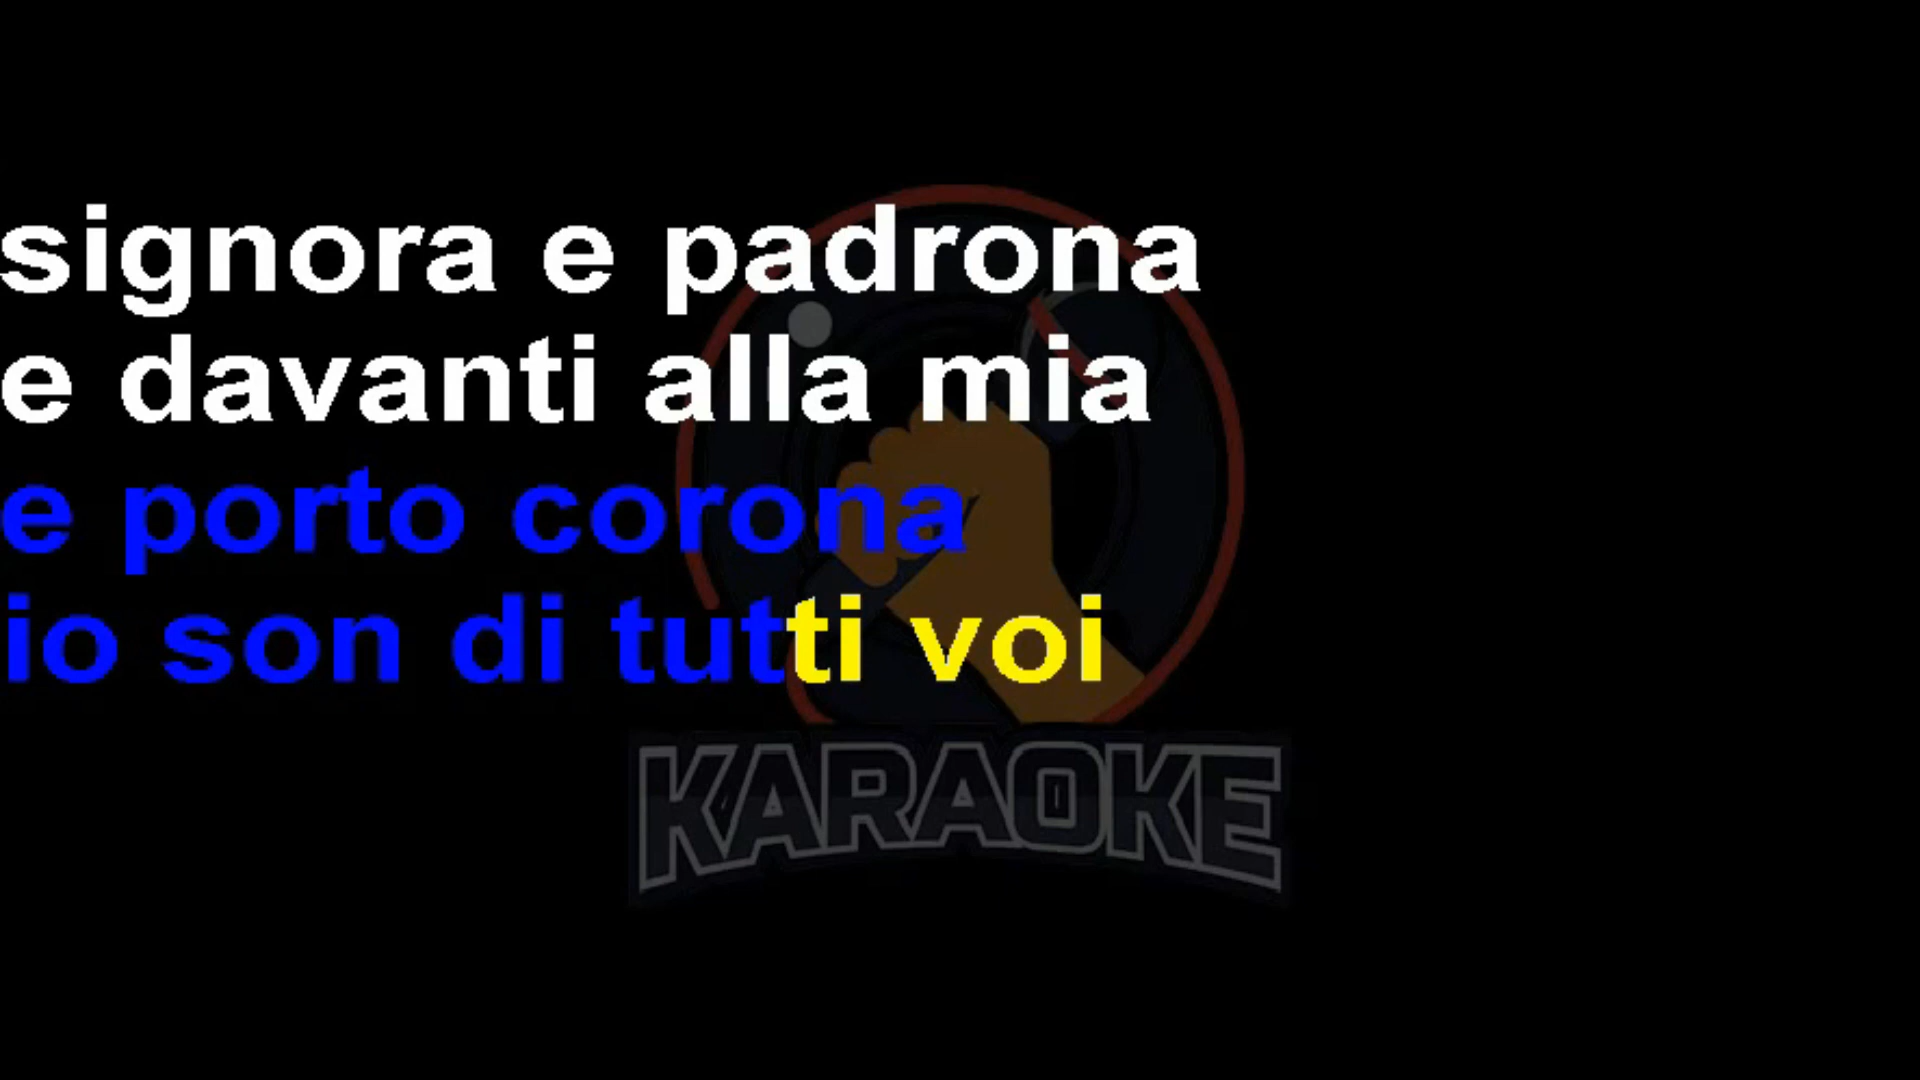 signora e padrona
e davanti alla mia
e porto corona
io son di tutti voi
KARAOKE